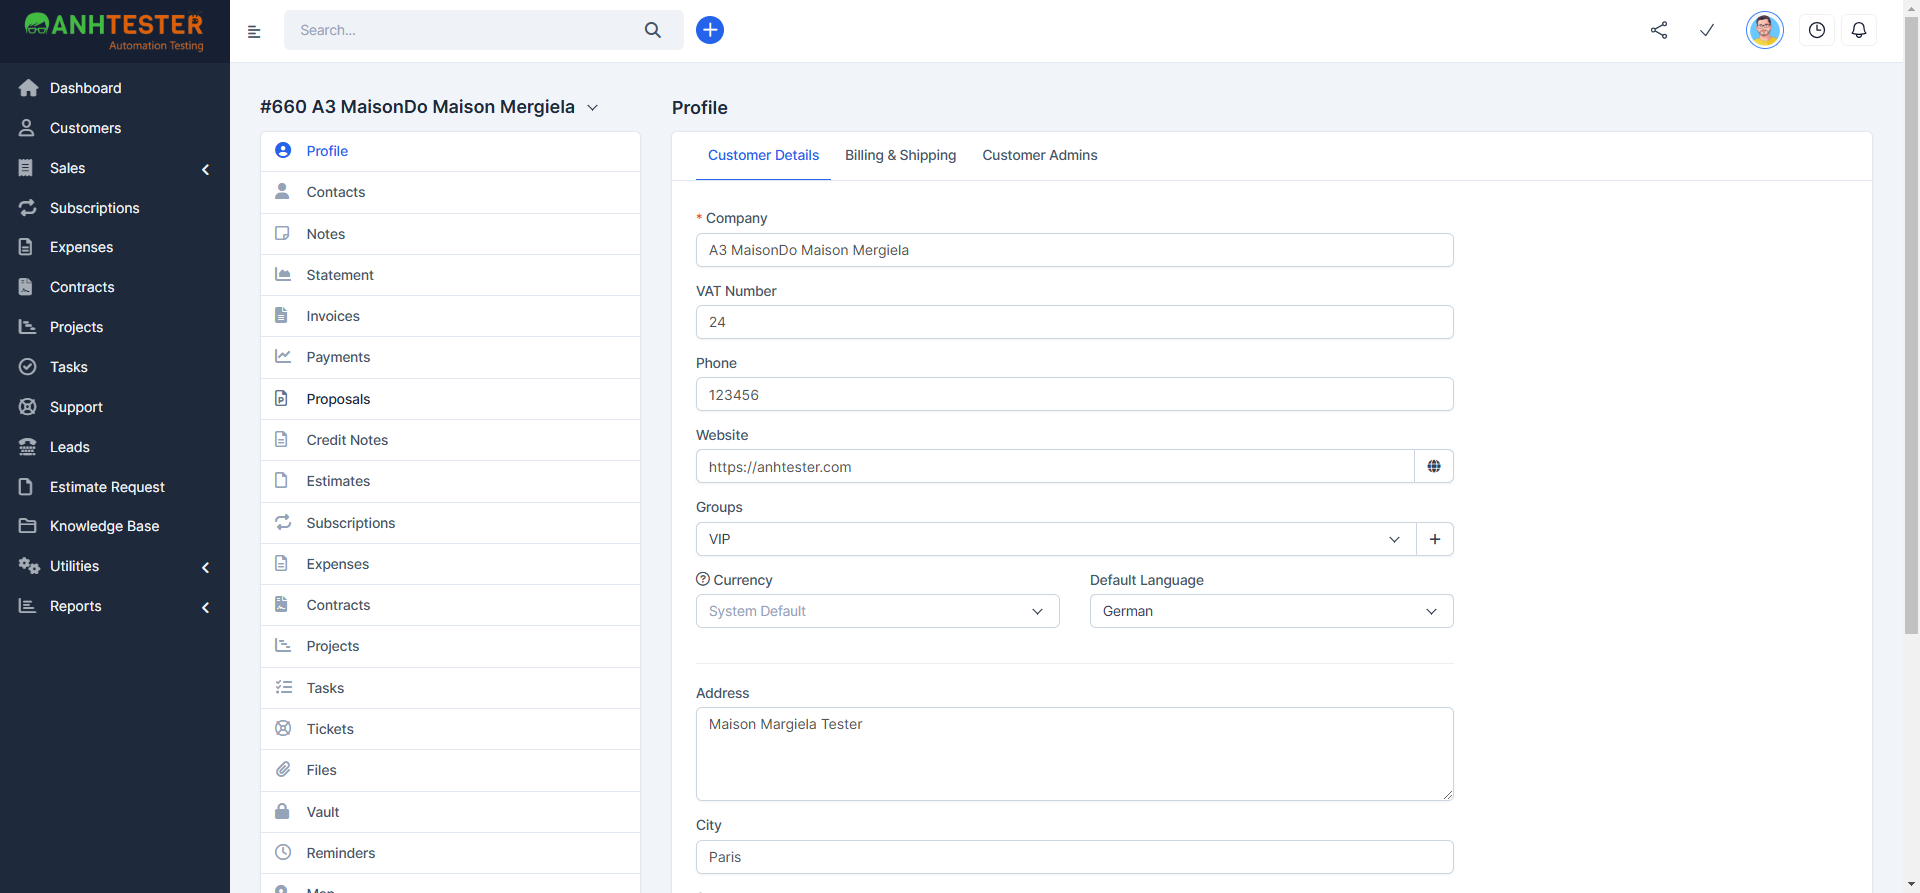 ANHTESTER
Automation Testing
Search...
Dashboard
Customers
Sales
Subscriptions
Expenses
Contracts
Projects
Tasks
Support
Leads
Estimate Request
Knowledge Base
Utilities
Reports
#660 A3 MaisonDo Maison Mergiela
Profile
Contacts
Notes
Statement
Invoices
Payments
Proposals
Credit Notes
Estimates
Subscriptions
Expenses
Contracts
Projects
Tasks
Tickets
Files
Vault
Reminders
Map
Profile
Customer Details
Billing & Shipping
Customer Admins
* Company
A3 MaisonDo Maison Mergiela
VAT Number
24
Phone
123456
Website
https://anhtester.com
Groups
VIP
Currency
System Default
Default Language
German
Address
Maison Margiela Tester
City
Paris